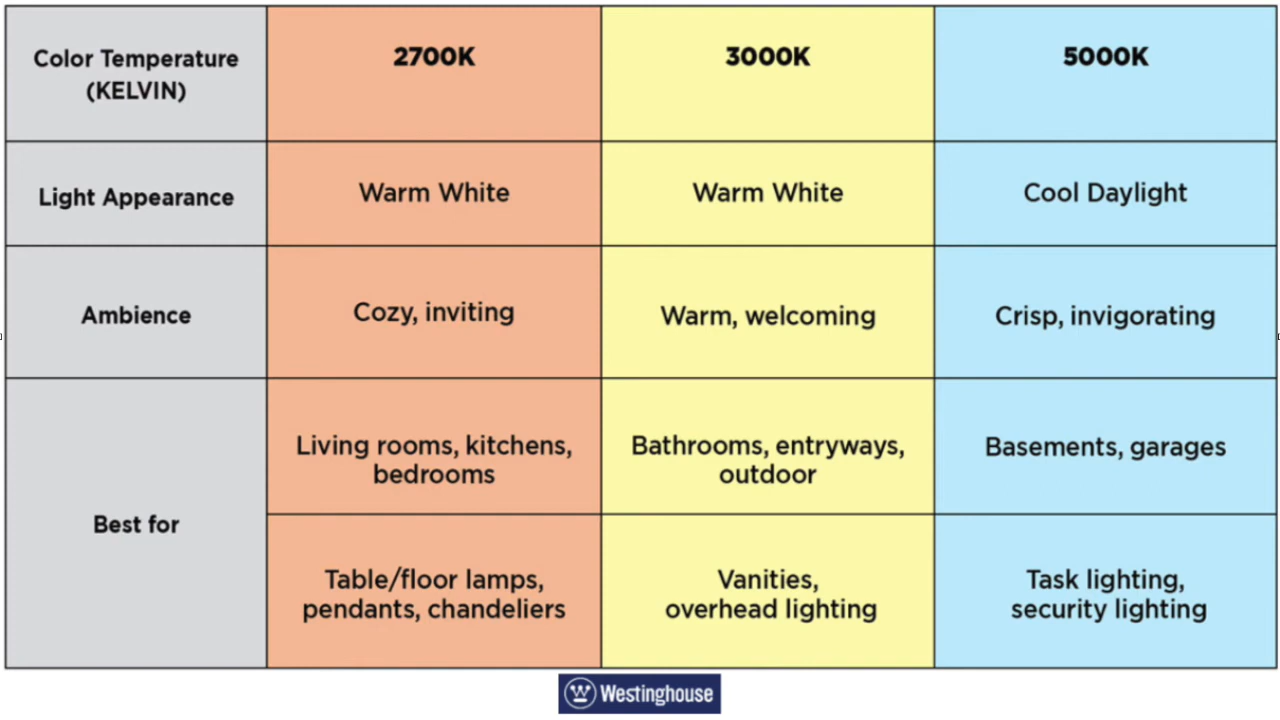 Color Temperature
(KELVIN)
2700K
3000K
5000K
Light Appearance
Warm White
Warm White
Cool Daylight
Ambience
Cozy, inviting
Warm, welcoming
Crisp, invigorating
Best for
Living rooms, kitchens,
bedrooms
Bathrooms, entryways,
outdoor
Basements, garages
Table/floor lamps,
pendants, chandeliers
Vanities,
overhead lighting
Task lighting,
security lighting
Westinghouse